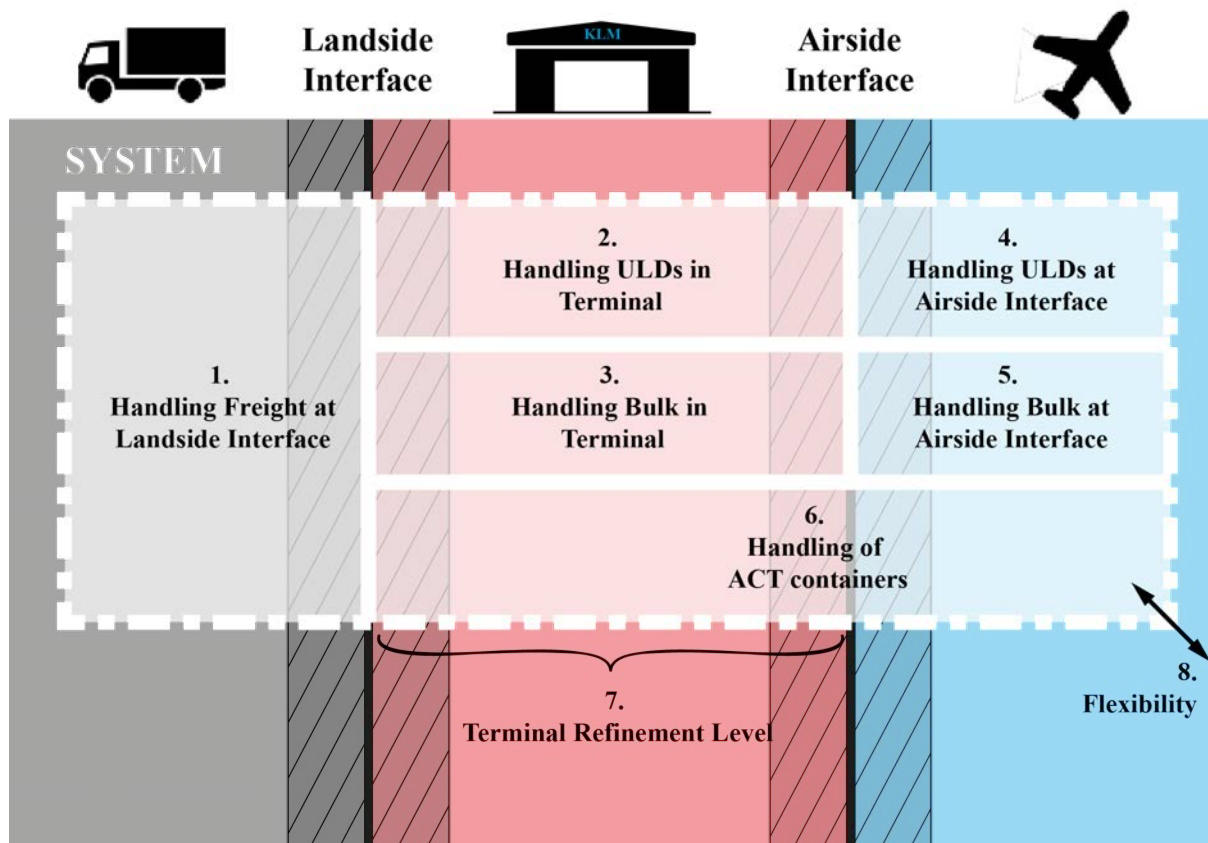 Landside
Interface
KLM
Airside
Interface
SYSTEM
1.
Handling Freight at
Landside Interface
2.
Handling ULDs in
Terminal
3.
Handling Bulk in
Terminal
4.
Handling ULDs at
Airside Interface
5.
Handling Bulk at
Airside Interface
6.
Handling of
ACT containers
7.
Terminal Refinement Level
8.
Flexibility